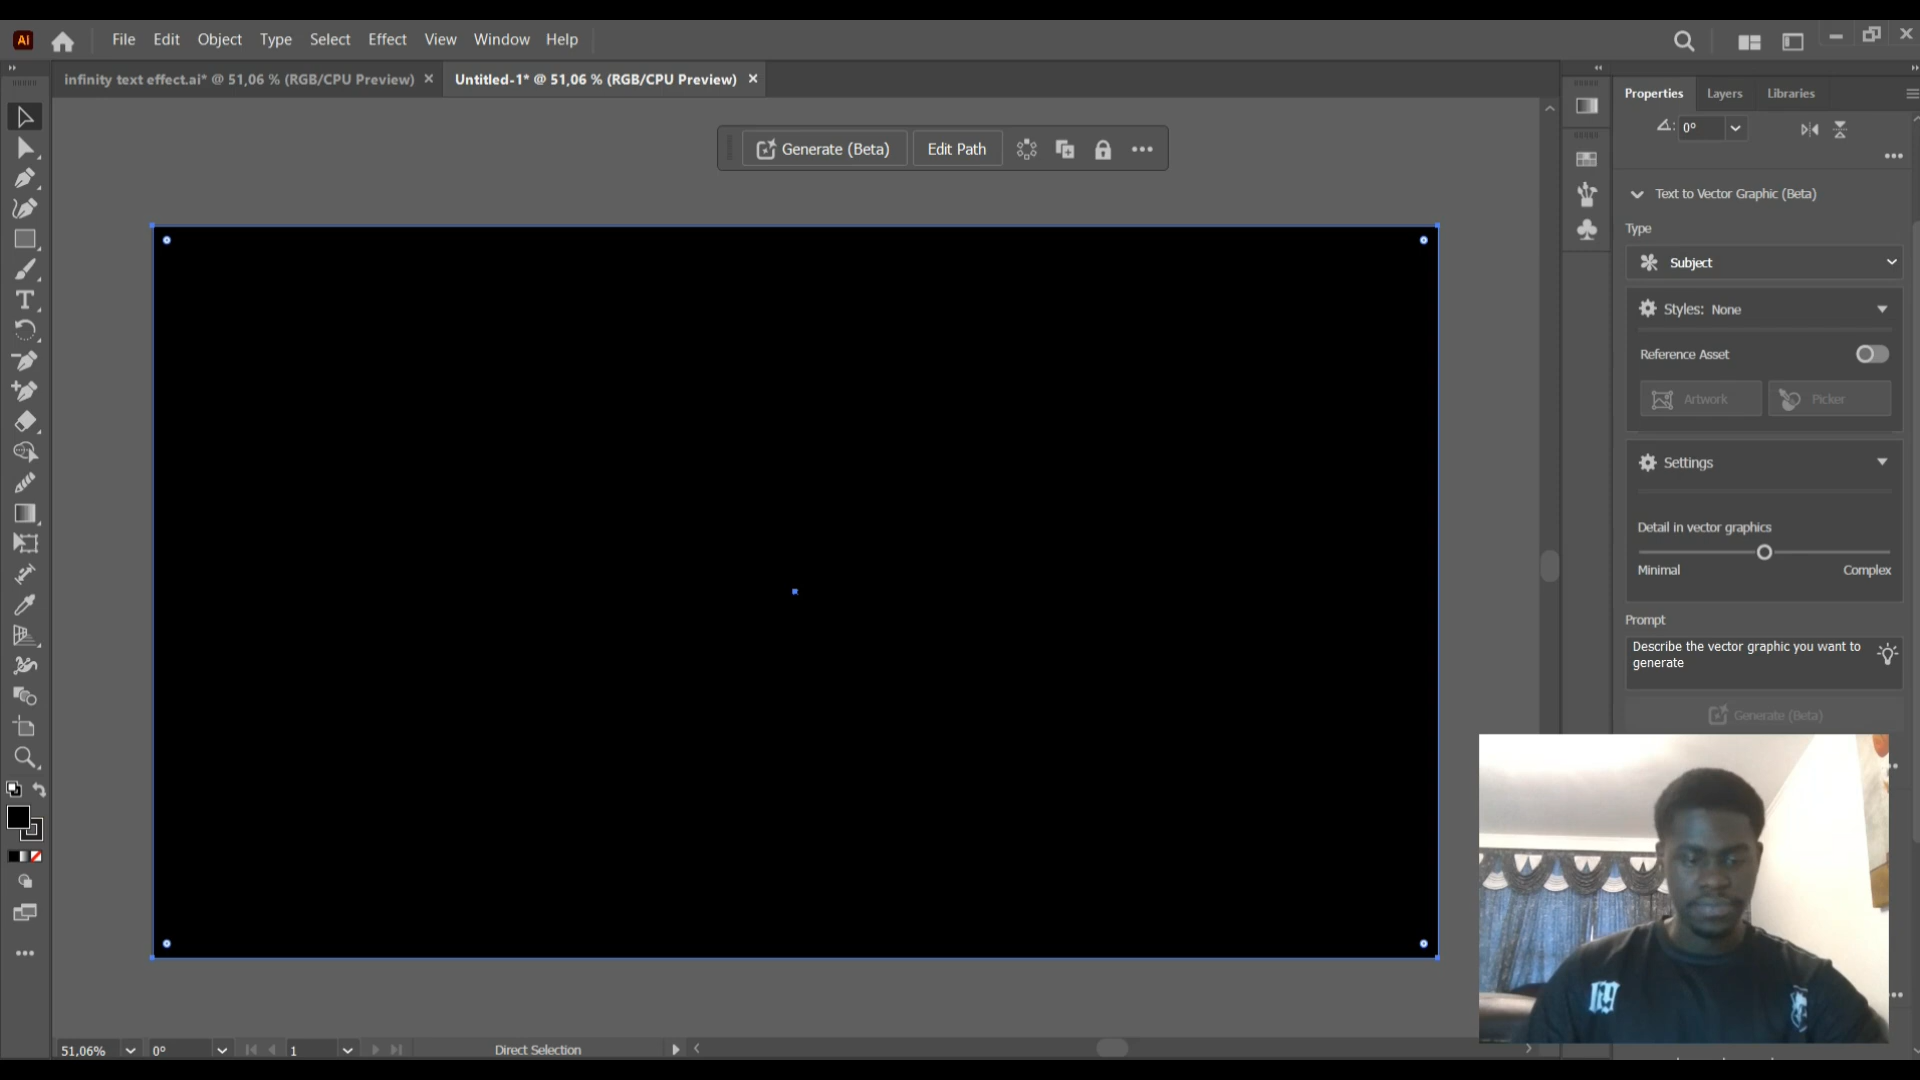 Ai File Edit Object Type Select Effect View Window Help
infinity text effect.ai* @ 51,06 % (RGB/CPU Preview) Untitled-1* @ 51,06 % (RGB/CPU Preview)
Generate (Beta) Edit Path
Properties Layers Libraries
0°
Text to Vector Graphic (Beta)
Type
Subject
Styles: None
Reference Asset
Artwork Picker
Settings
Detail in vector graphics
Minimal Complex
Prompt
Describe the vector graphic you want to
generate
Generate (Beta)
51,06% 0° 1 Direct Selection